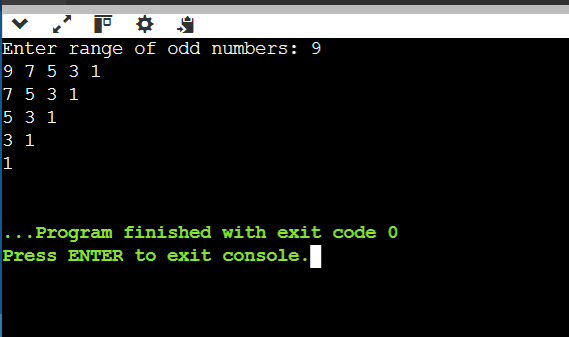 Enter range of odd numbers: 9
9 7 5 3 1
7 5 3 1
5 3 1
3 1
1
...Program finished with exit code 0
Press ENTER to exit console.